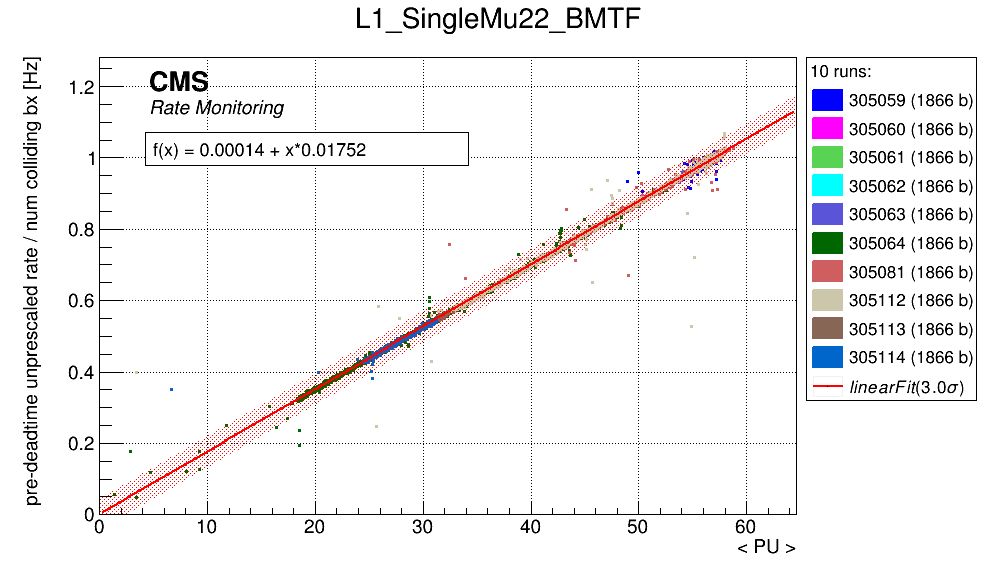 L1_SingleMu22_BMTF
pre-deadtime unprescaled rate / num colliding bx [Hz]
CMS
Rate Monitoring
f(x) = 0.00014 + x*0.01752
1.2
1
0.8
0.6
0.4
0.2
0
0 10 20 30 40 50 60
< PU >
10 runs:
305059 (1866 b)
305060 (1866 b)
305061 (1866 b)
305062 (1866 b)
305063 (1866 b)
305064 (1866 b)
305081 (1866 b)
305112 (1866 b)
305113 (1866 b)
305114 (1866 b)
linearFit(3.0σ)